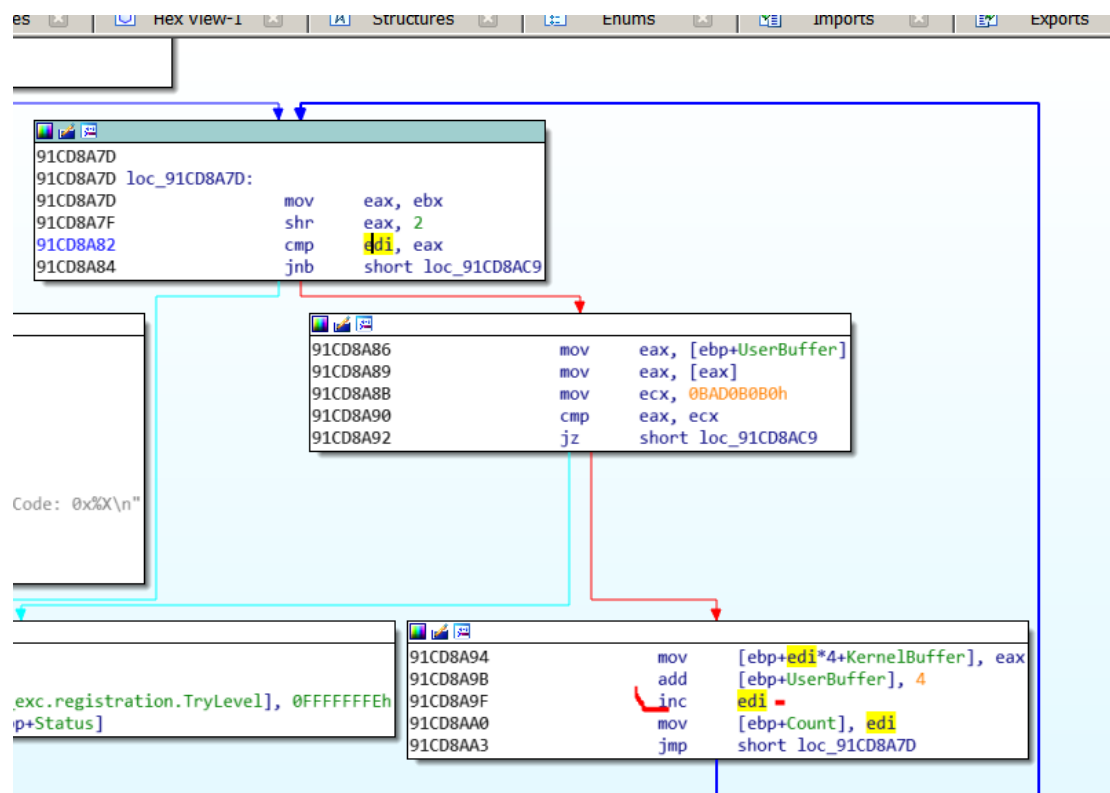 es Hex View-1 Structures Enums Imports Exports
91CD8A7D
91CD8A7D loc_91CD8A7D:
91CD8A7D mov eax, ebx
91CD8A7F shr eax, 2
91CD8A82 cmp edi, eax
91CD8A84 jnb short loc_91CD8AC9
91CD8A86 mov eax, [ebp+UserBuffer]
91CD8A89 mov eax, [eax]
91CD8A8B mov ecx, 0BAD0B0B0h
91CD8A90 cmp eax, ecx
91CD8A92 jz short loc_91CD8AC9
Code: 0x%X\n"
_exc.registration.TryLevel], 0FFFFFFFEh
p+Status]
91CD8A94 mov [ebp+edi*4+KernelBuffer], eax
91CD8A9B add [ebp+UserBuffer], 4
91CD8A9F inc edi
91CD8AA0 mov [ebp+Count], edi
91CD8AA3 jmp short loc_91CD8A7D